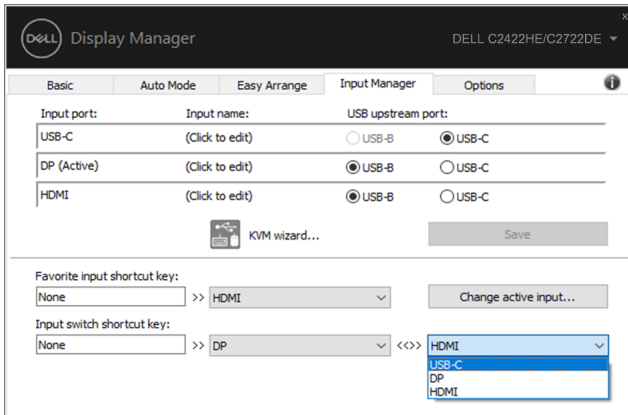 DELL Display Manager DELL C2422HE/C2722DE
x
Basic Auto Mode Easy Arrange Input Manager Options i
Input port: Input name: USB upstream port:
USB-C (Click to edit) USB-B USB-C
DP (Active) (Click to edit) USB-B USB-C
HDMI (Click to edit) USB-B USB-C
KVM wizard... Save
Favorite input shortcut key:
None >> HDMI Change active input...
Input switch shortcut key:
None >> DP <<>> HDMI
USB-C
DP
HDMI